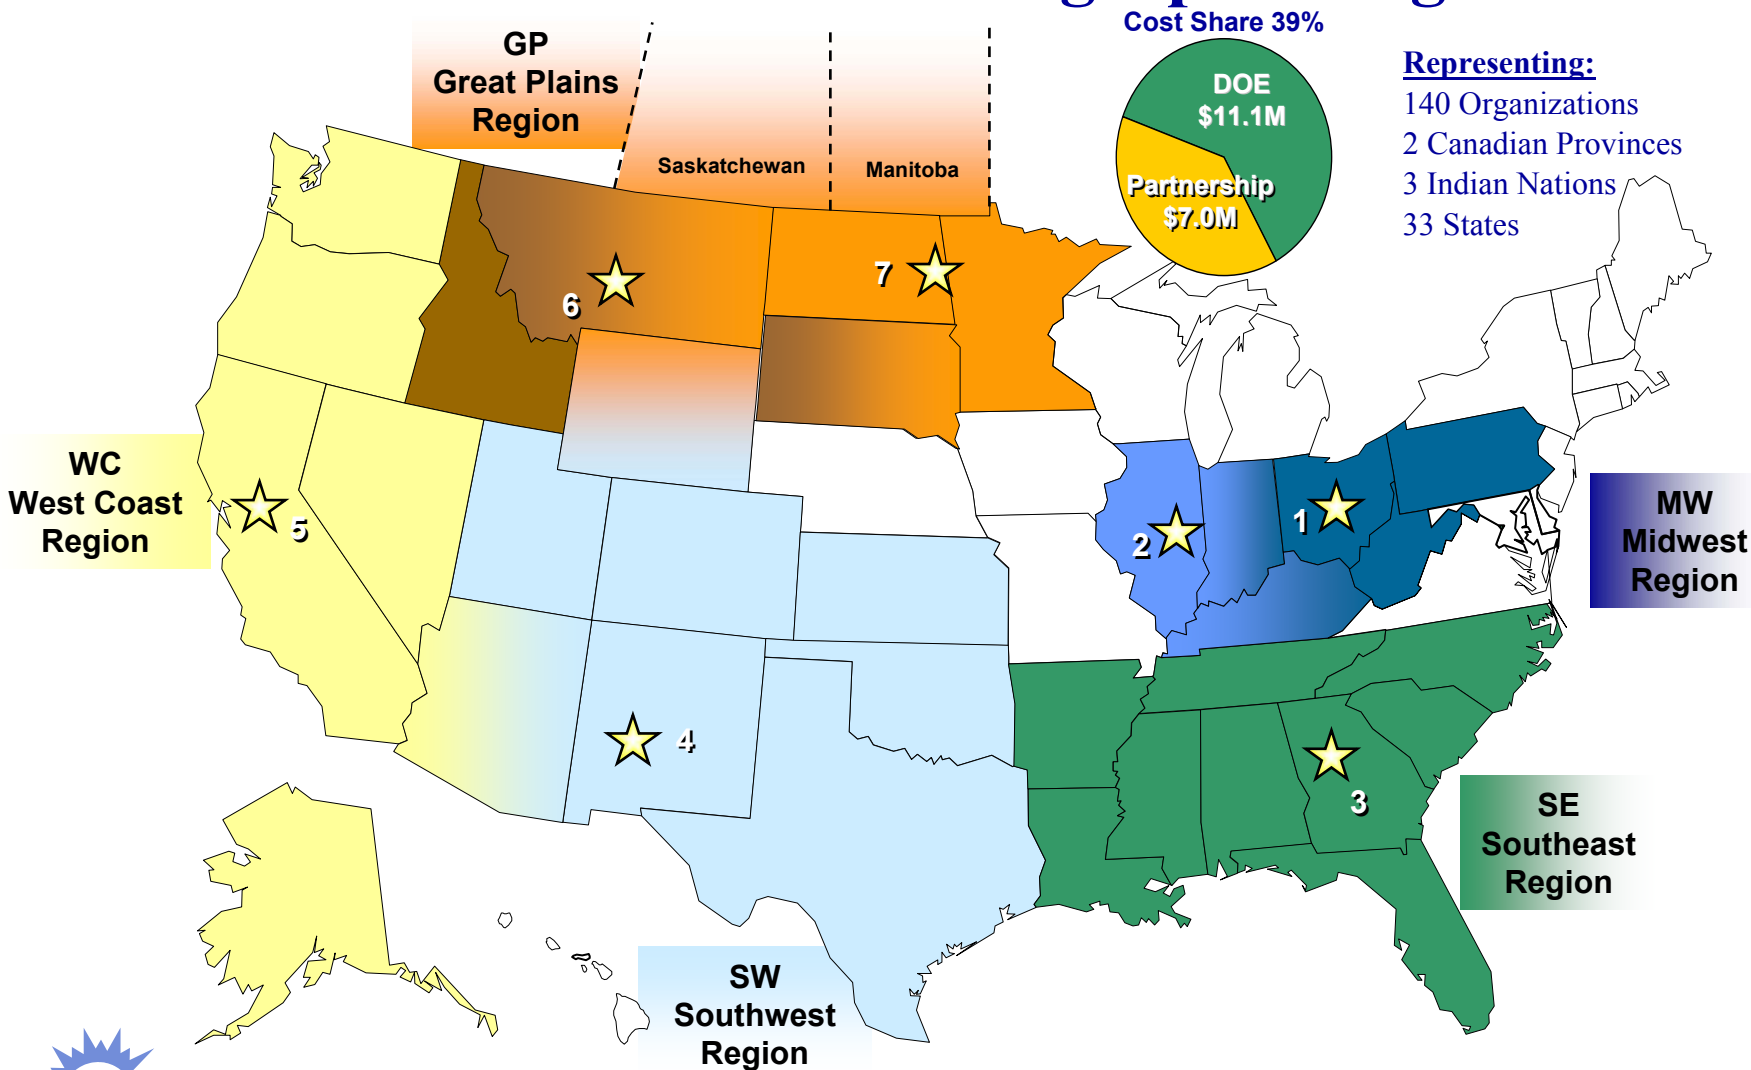 Cost Share 39%
GP
Great Plains
Region
DOE
$11.1M
Partnership
$7.0M
Representing:
140 Organizations
2 Canadian Provinces
3 Indian Nations
33 States
Saskatchewan
Manitoba
7
6
WC
West Coast
Region
5
2
1
MW
Midwest
Region
4
3
SE
Southeast
Region
SW
Southwest
Region